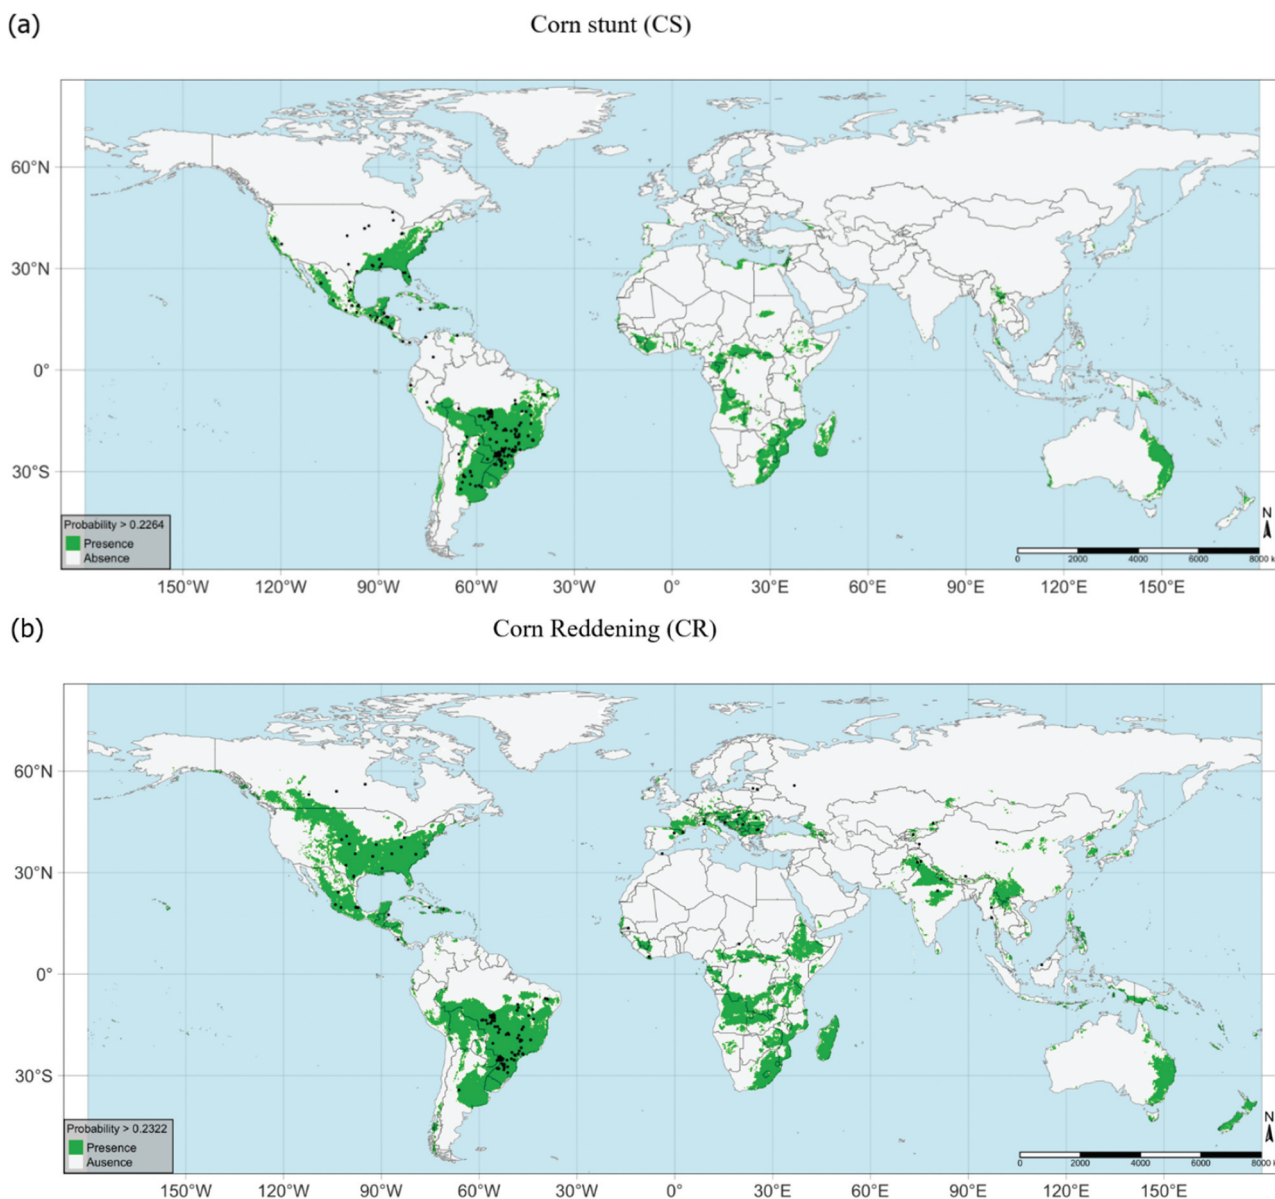 (a)
Corn stunt (CS)
60°N
30°N
0°
30°S
Probability > 0.2264
Presence
Absence
N
0 2000 4000 6000 8000 k
150°W 120°W 90°W 60°W 30°W 0° 30°E 60°E 90°E 120°E 150°E
(b)
Corn Reddening (CR)
60°N
30°N
0°
30°S
Probability > 0.2322
Presence
Ausence
N
0 2000 4000 6000 8000 k
150°W 120°W 90°W 60°W 30°W 0° 30°E 60°E 90°E 120°E 150°E